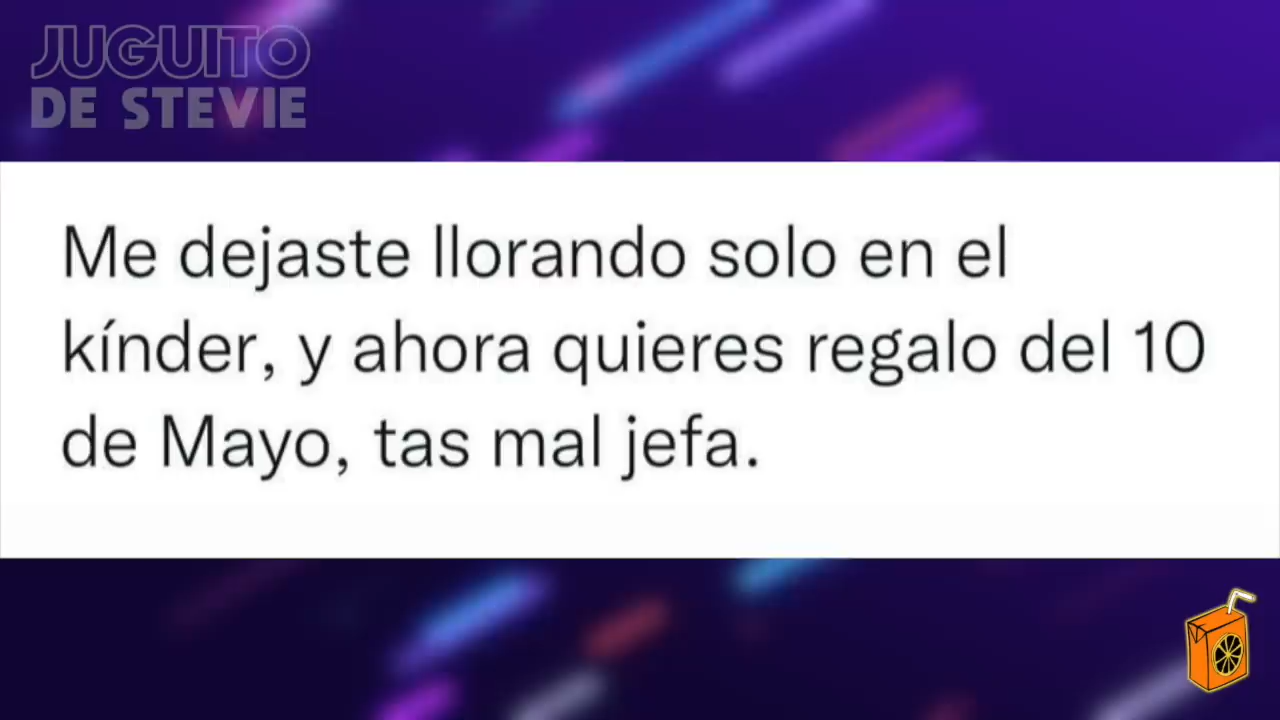 JUGUITO
DE STEVIE
Me dejaste llorando solo en el
kínder, y ahora quieres regalo del 10
de Mayo, tas mal jefa.